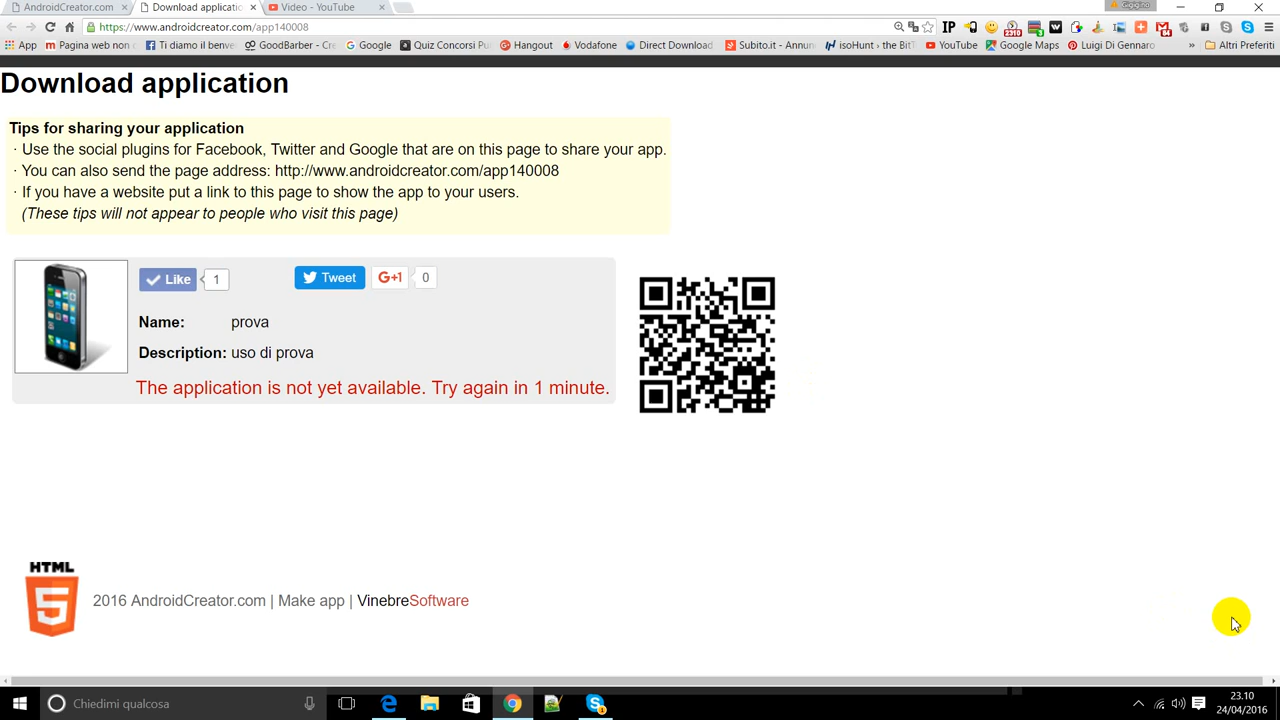 AndroidCreator.com
Download applicatio
Video - YouTube
Gigigino
https://www.androidcreator.com/app140008
IP
2310
App
Pagina web non
Ti diamo il benve
GoodBarber - Cre
Google
Quiz Concorsi Pu
Hangout
Vodafone
Direct Download
Subito.it - Annun
isoHunt ‹ the BitT
YouTube
Google Maps
Luigi Di Gennaro
»
Altri Preferiti
Download application
Tips for sharing your application
· Use the social plugins for Facebook, Twitter and Google that are on this page to share your app.
· You can also send the page address: http://www.androidcreator.com/app140008
· If you have a website put a link to this page to show the app to your users.
(These tips will not appear to people who visit this page)
Like 1 Tweet G+1 0
Name: prova
Description: uso di prova
The application is not yet available. Try again in 1 minute.
HTML
5
2016 AndroidCreator.com | Make app | VinebreSoftware
Chiedimi qualcosa
23.10
24/04/2016